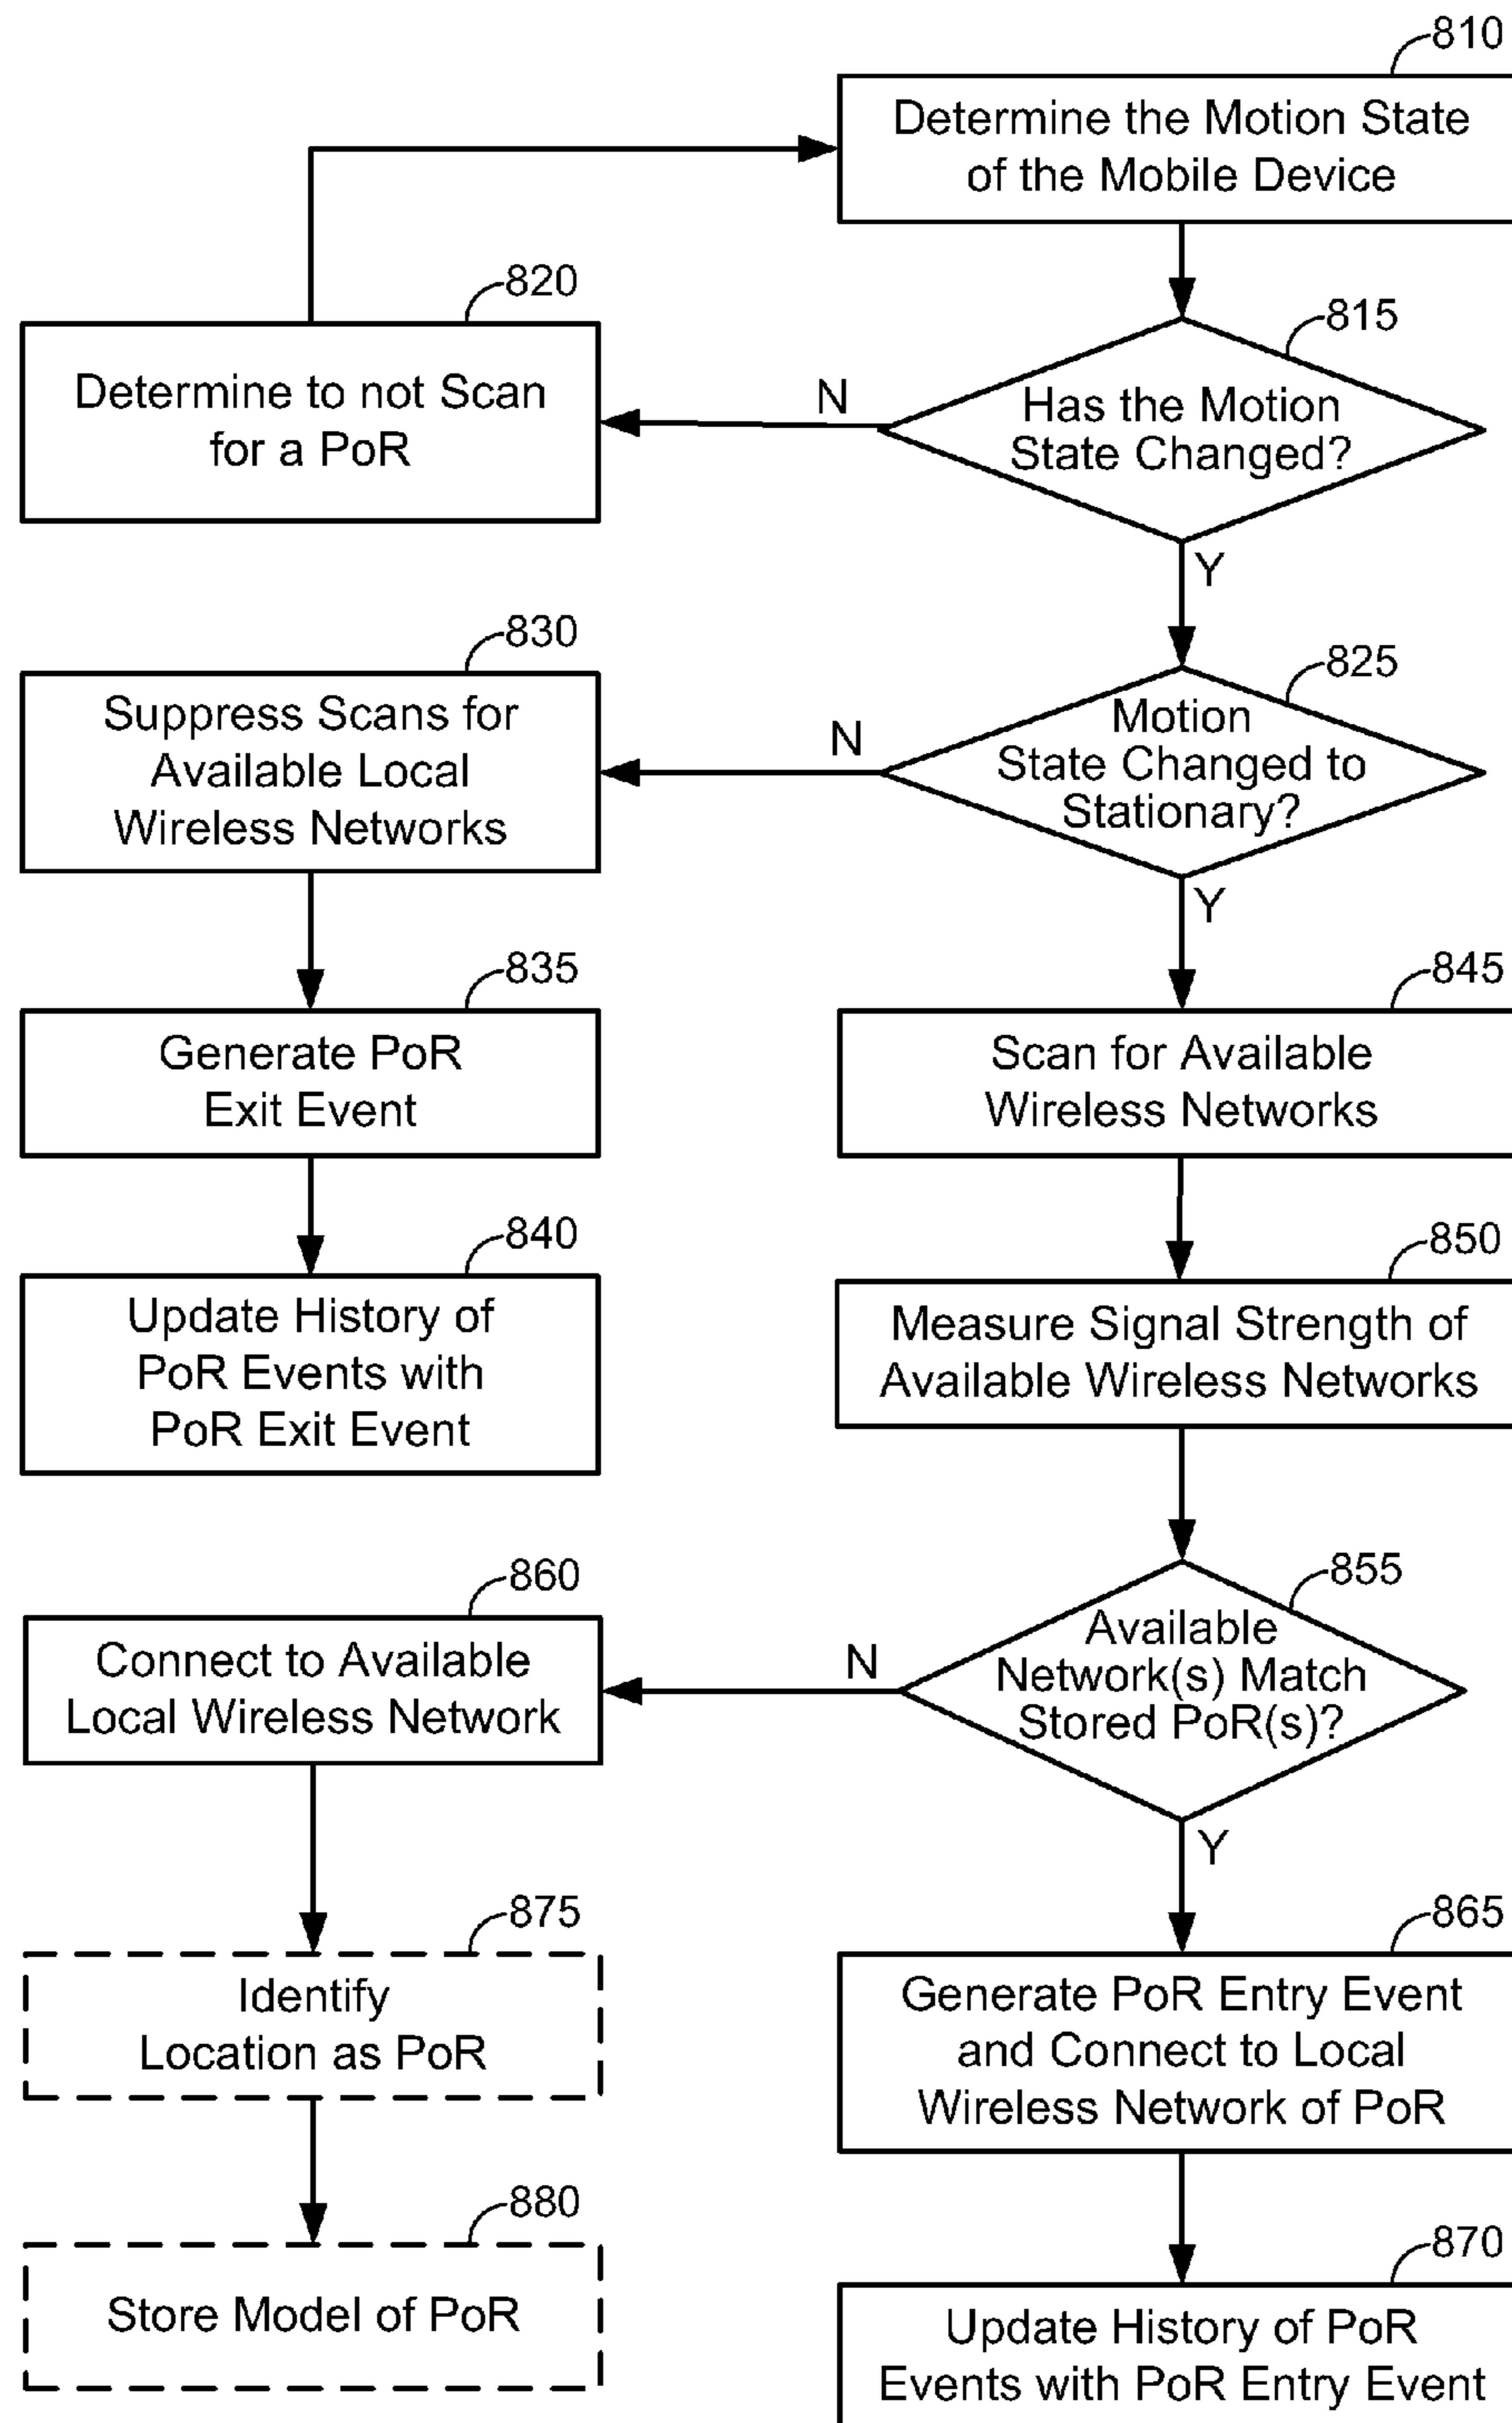 810
Determine the Motion State
of the Mobile Device
820
Determine to not Scan
for a PoR
N
815
Has the Motion
State Changed?
Y
830
Suppress Scans for
Available Local
Wireless Networks
N
825
Motion
State Changed to
Stationary?
Y
835
Generate PoR
Exit Event
845
Scan for Available
Wireless Networks
840
Update History of
PoR Events with
PoR Exit Event
850
Measure Signal Strength of
Available Wireless Networks
860
Connect to Available
Local Wireless Network
N
855
Available
Network(s) Match
Stored PoR(s)?
Y
875
Identify
Location as PoR
865
Generate PoR Entry Event
and Connect to Local
Wireless Network of PoR
880
Store Model of PoR
870
Update History of PoR
Events with PoR Entry Event